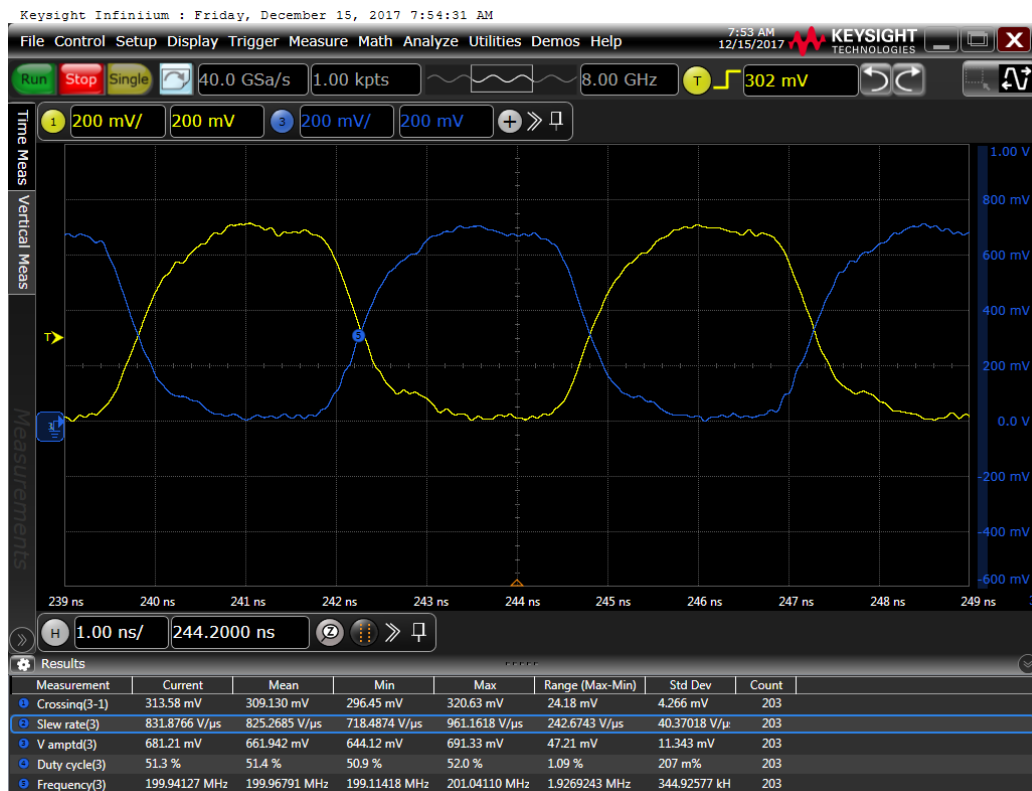 Keysight Infiniium : Friday, December 15, 2017 7:54:31 AM
File Control Setup Display Trigger Measure Math Analyze Utilities Demos Help
7:53 AM
12/15/2017
KEYSIGHT
TECHNOLOGIES
Run Stop Single 40.0 GSa/s 1.00 kpts 8.00 GHz T 302 mV
1 200 mV/ 200 mV 3 200 mV/ 200 mV
Time Meas
Vertical Meas
Measurements
1.00 V
800 mV
600 mV
400 mV
T
5
200 mV
0.0 V
-200 mV
-400 mV
-600 mV
239 ns 240 ns 241 ns 242 ns 243 ns 244 ns 245 ns 246 ns 247 ns 248 ns 249 ns
H 1.00 ns/ 244.2000 ns Z
Results
Measurement Current Mean Min Max Range (Max-Min) Std Dev Count
1 Crossing(3-1) 313.58 mV 309.130 mV 296.45 mV 320.63 mV 24.18 mV 4.266 mV 203
2 Slew rate(3) 831.8766 V/µs 825.2685 V/µs 718.4874 V/µs 961.1618 V/µs 242.6743 V/µs 40.37018 V/µ 203
3 V amptd(3) 681.21 mV 661.942 mV 644.12 mV 691.33 mV 47.21 mV 11.343 mV 203
4 Duty cycle(3) 51.3 % 51.4 % 50.9 % 52.0 % 1.09 % 207 m% 203
5 Frequency(3) 199.94127 MHz 199.96791 MHz 199.11418 MHz 201.04110 MHz 1.9269243 MHz 344.92577 kH 203